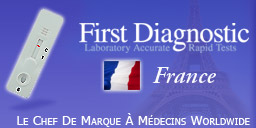 First Diagnostic
Laboratory Accurate Rapid Tests
France
Le Chef De Marque À Médecins Worldwide